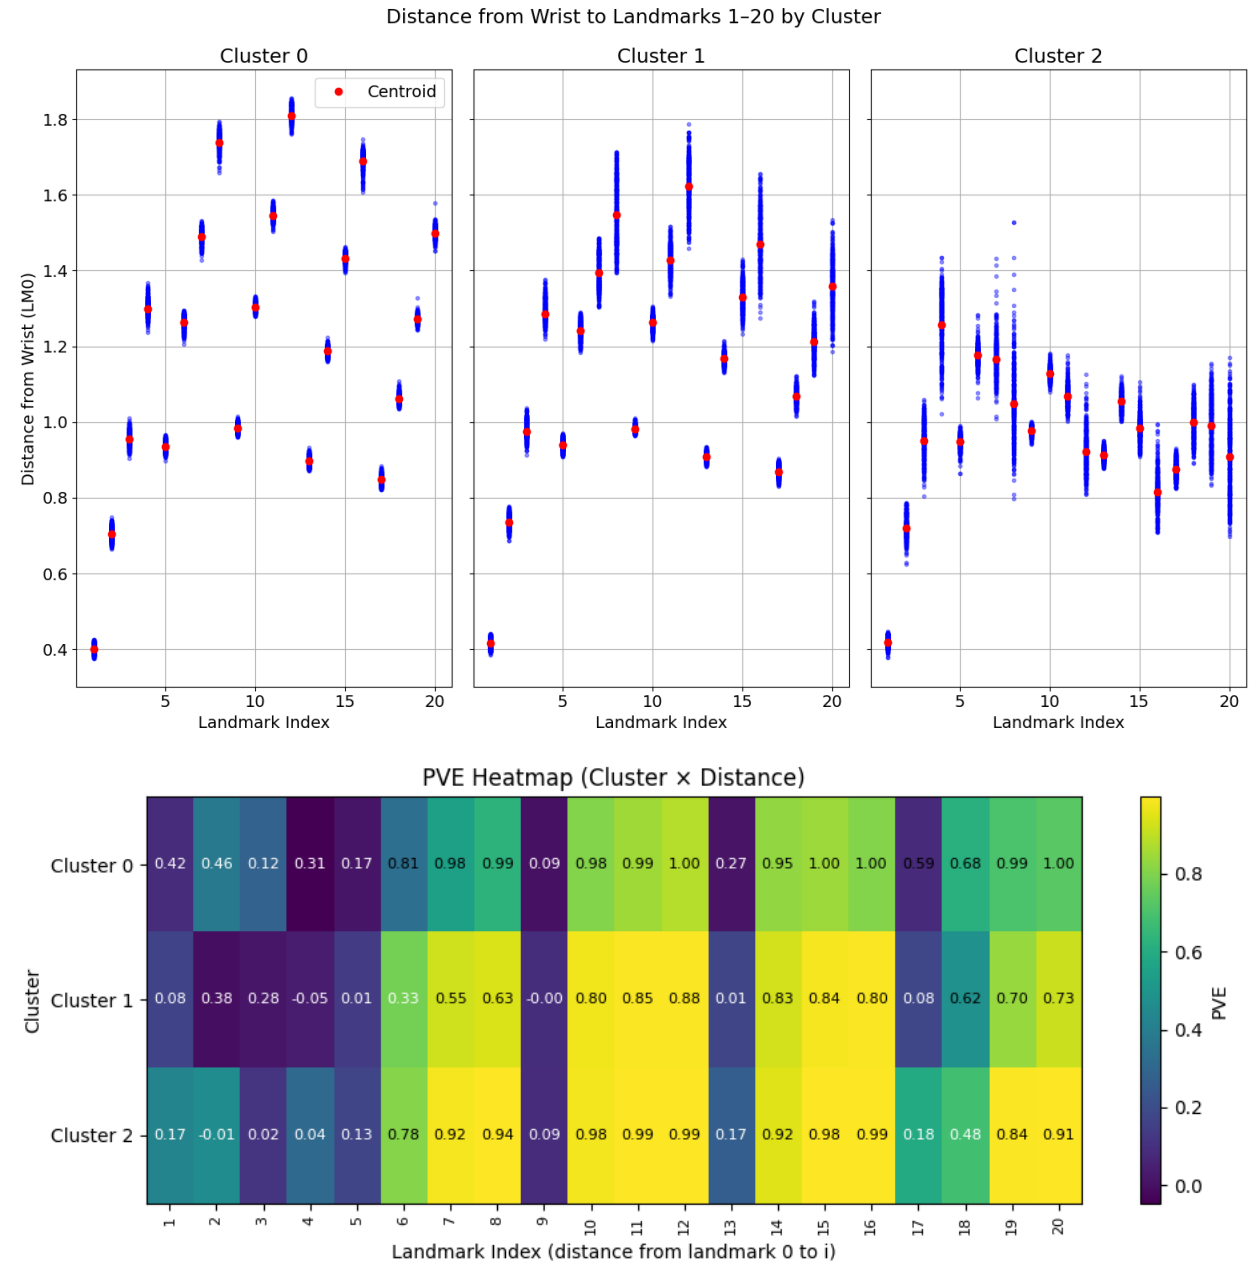 Distance from Wrist to Landmarks 1–20 by Cluster
Cluster 0
Cluster 1
Cluster 2
Centroid
Distance from Wrist (LM0)
1.8
1.6
1.4
1.2
1.0
0.8
0.6
0.4
5 10 15 20
5 10 15 20
5 10 15 20
Landmark Index
Landmark Index
Landmark Index
PVE Heatmap (Cluster × Distance)
Cluster
Cluster 0 0.42 0.46 0.12 0.31 0.17 0.81 0.98 0.99 0.09 0.98 0.99 1.00 0.27 0.95 1.00 1.00 0.59 0.68 0.99 1.00
Cluster 1 0.08 0.38 0.28 -0.05 0.01 0.33 0.55 0.63 -0.00 0.80 0.85 0.88 0.01 0.83 0.84 0.80 0.08 0.62 0.70 0.73
Cluster 2 0.17 -0.01 0.02 0.04 0.13 0.78 0.92 0.94 0.09 0.98 0.99 0.99 0.17 0.92 0.98 0.99 0.18 0.48 0.84 0.91
1 2 3 4 5 6 7 8 9 10 11 12 13 14 15 16 17 18 19 20
Landmark Index (distance from landmark 0 to i)
0.8
0.6
0.4
0.2
0.0
PVE